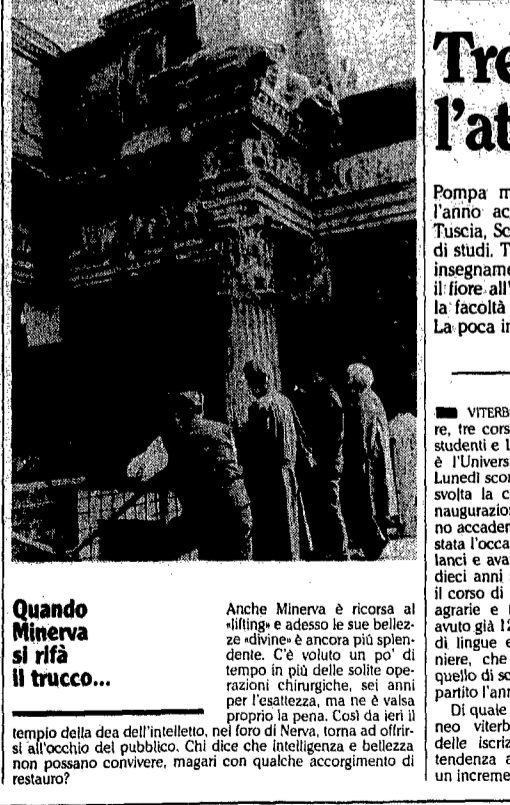 Quando
Minerva
si rifà
il trucco...
Anche Minerva è ricorsa al
«lifting» e adesso le sue bellez-
ze «divine» è ancora più splen-
dente. C'è voluto un po' di
tempo in più delle solite ope-
razioni chirurgiche, sei anni
per l'esattezza, ma ne è valsa
proprio la pena. Così da ieri il
tempio della dea dell'intelletto, nel foro di Nerva, torna ad offrir-
si all'occhio del pubblico. Chi dice che intelligenza e bellezza
non possano convivere, magari con qualche accorgimento di
restauro?
Tre
l'at
Pompa m
l'anno ac
Tuscia, Sc
di studi. T
insegname
il fiore all'
la facoltà
La poca in
VITERB
re, tre cors
studenti e 1
è l'Univers
Lunedì scor
svolta la c
naugurazion
no accaden
stata l'occa
lanci e ava
dieci anni
il corso di
agrarie e
avuto già 12
di lingue e
niere, che
quello di sc
partito l'ann
Di quale
neo viterb
delle iscriz
tendenza a
un increme